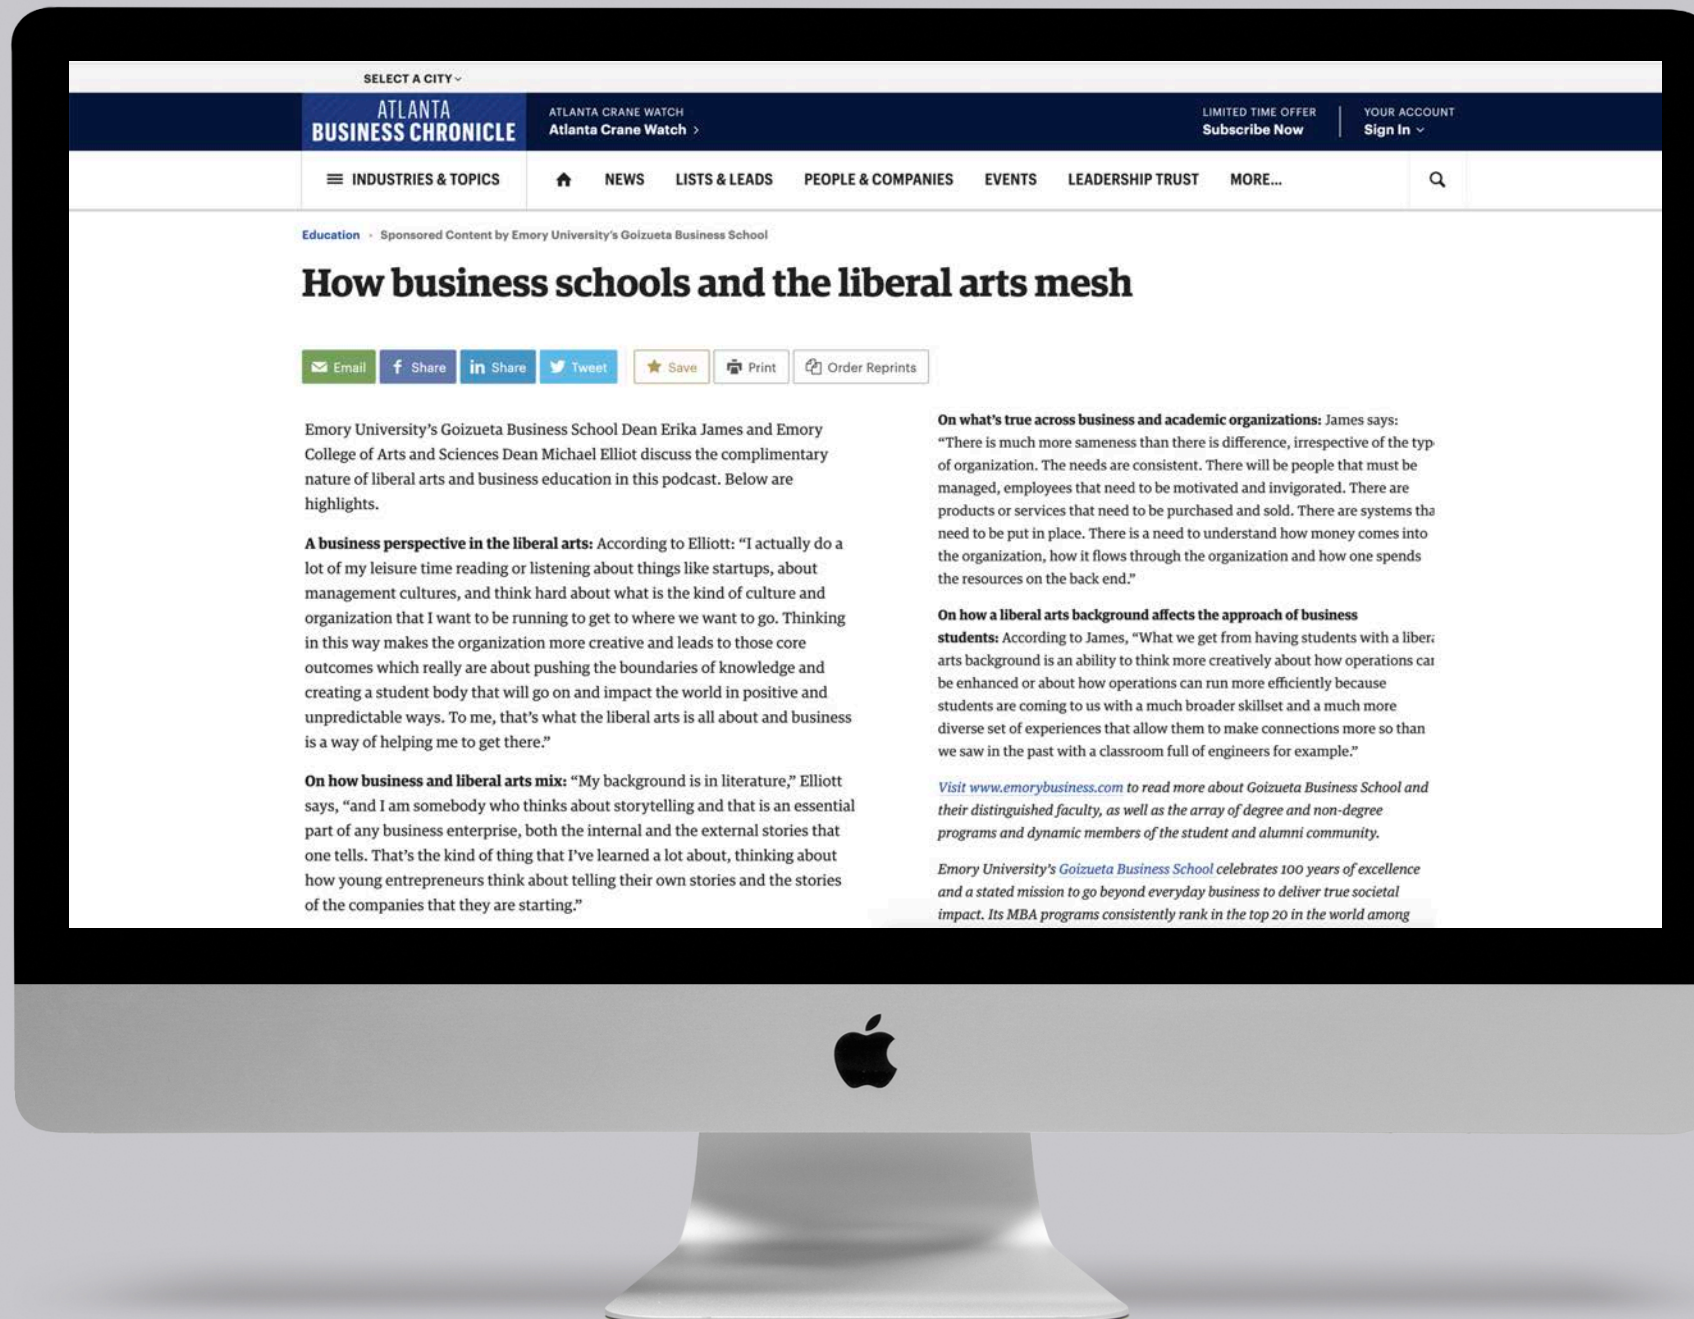 SELECT A CITY
ATLANTA
BUSINESS CHRONICLE
ATLANTA CRANE WATCH
Atlanta Crane Watch >
LIMITED TIME OFFER
Subscribe Now
YOUR ACCOUNT
Sign In
INDUSTRIES & TOPICS
NEWS
LISTS & LEADS
PEOPLE & COMPANIES
EVENTS
LEADERSHIP TRUST
MORE...
Education • Sponsored Content by Emory University's Goizueta Business School
How business schools and the liberal arts mesh
Email
f Share
in Share
Tweet
Save
Print
Order Reprints
Emory University's Goizueta Business School Dean Erika James and Emory
College of Arts and Sciences Dean Michael Elliot discuss the complimentary
nature of liberal arts and business education in this podcast. Below are
highlights.
A business perspective in the liberal arts: According to Elliott: “I actually do a
lot of my leisure time reading or listening about things like startups, about
management cultures, and think hard about what is the kind of culture and
organization that I want to be running to get to where we want to go. Thinking
in this way makes the organization more creative and leads to those core
outcomes which really are about pushing the boundaries of knowledge and
creating a student body that will go on and impact the world in positive and
unpredictable ways. To me, that’s what the liberal arts is all about and business
is a way of helping me to get there.”
On how business and liberal arts mix: “My background is in literature,” Elliott
says, “and I am somebody who thinks about storytelling and that is an essential
part of any business enterprise, both the internal and the external stories that
one tells. That’s the kind of thing that I’ve learned a lot about, thinking about
how young entrepreneurs think about telling their own stories and the stories
of the companies that they are starting.”
On what’s true across business and academic organizations: James says:
“There is much more sameness than there is difference, irrespective of the typ
of organization. The needs are consistent. There will be people that must be
managed, employees that need to be motivated and invigorated. There are
products or services that need to be purchased and sold. There are systems tha
need to be put in place. There is a need to understand how money comes into
the organization, how it flows through the organization and how one spends
the resources on the back end.”
On how a liberal arts background affects the approach of business
students: According to James, “What we get from having students with a liber
arts background is an ability to think more creatively about how operations can
be enhanced or about how operations can run more efficiently because
students are coming to us with a much broader skillset and a much more
diverse set of experiences that allow them to make connections more so than
we saw in the past with a classroom full of engineers for example.”
Visit www.emorybusiness.com to read more about Goizueta Business School and
their distinguished faculty, as well as the array of degree and non-degree
programs and dynamic members of the student and alumni community.
Emory University’s Goizueta Business School celebrates 100 years of excellence
and a stated mission to go beyond everyday business to deliver true societal
impact. Its MBA programs consistently rank in the top 20 in the world among